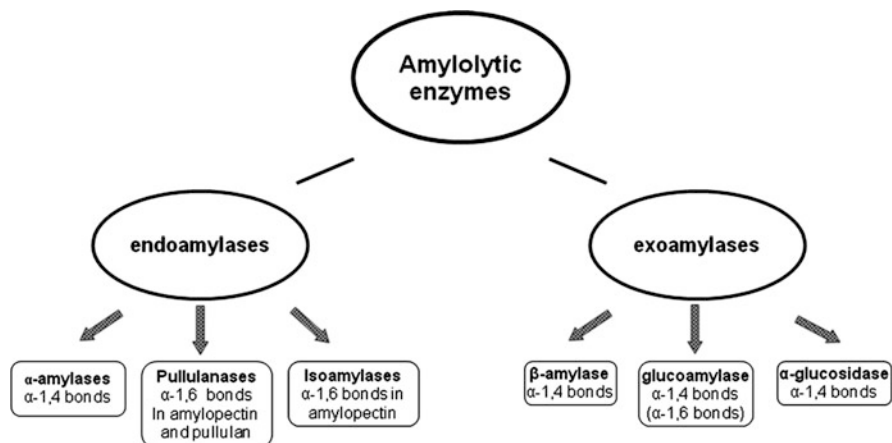 Amylolytic
enzymes
endoamylases
exoamylases
α-amylases
α-1,4 bonds
Pullulanases
α-1,6 bonds
In amylopectin
and pullulan
Isoamylases
α-1,6 bonds in
amylopectin
β-amylase
α-1,4 bonds
glucoamylase
α-1,4 bonds
(α-1,6 bonds)
α-glucosidase
α-1,4 bonds